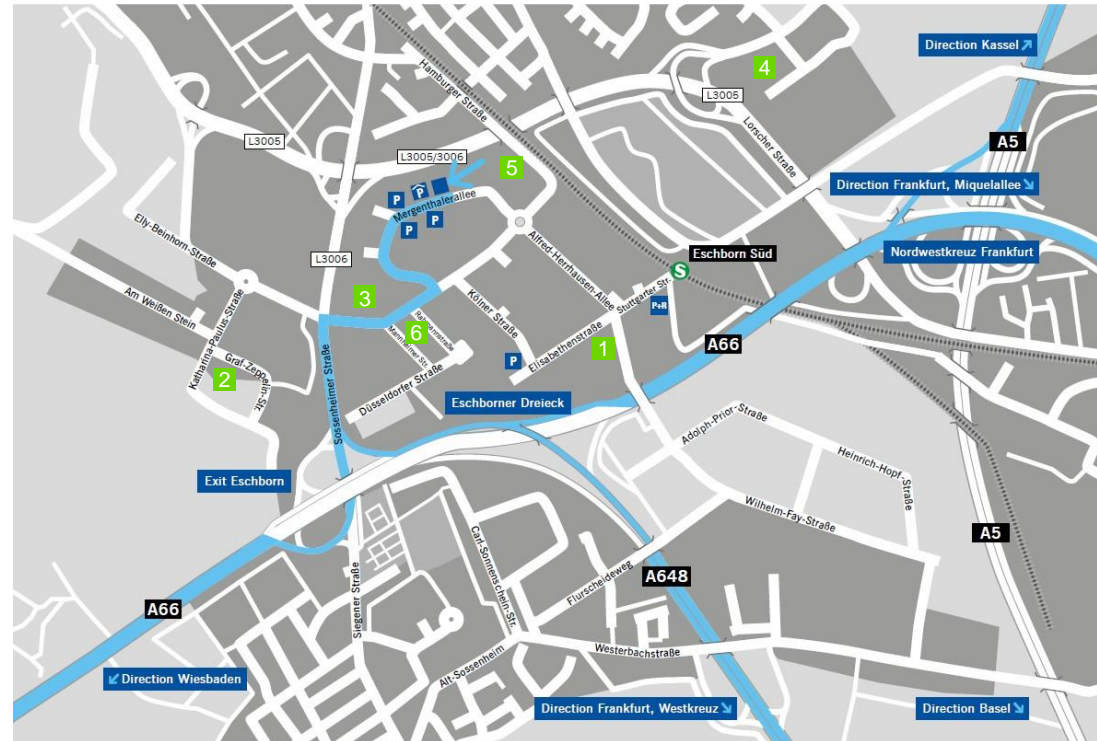 Direction Kassel ↗
4
Hamburger Straße
L3005
L3005
A5
Lorscher Straße
L3005/3006
5
P
P
Mergenthalerallee
P
P
Direction Frankfurt, Miquelallee ↘
Elly-Beinhorn-Straße
Eschborn Süd
S
Nordwestkreuz Frankfurt
Alfred-Herrhausen-Allee
L3006
Am Weißen Stein
Katharina-Paulus-Straße
3
Kölner Straße
Stuttgarter Str.
P+R
6
Mannheimer Str.
Elisabethenstraße
1
A66
P
Graf-Zeppelin-Str.
2
Sossenheimer Straße
Düsseldorfer Straße
Eschborner Dreieck
Adolph-Prior-Straße
Heinrich-Hopf-Straße
Exit Eschborn
Wilhelm-Fay-Straße
A5
Carl-Sonnenschein-Str.
Flurscheideweg
A648
A66
Siegener Straße
Westerbachstraße
Alt-Sossenheim
↙ Direction Wiesbaden
Direction Frankfurt, Westkreuz ↘
Direction Basel ↘